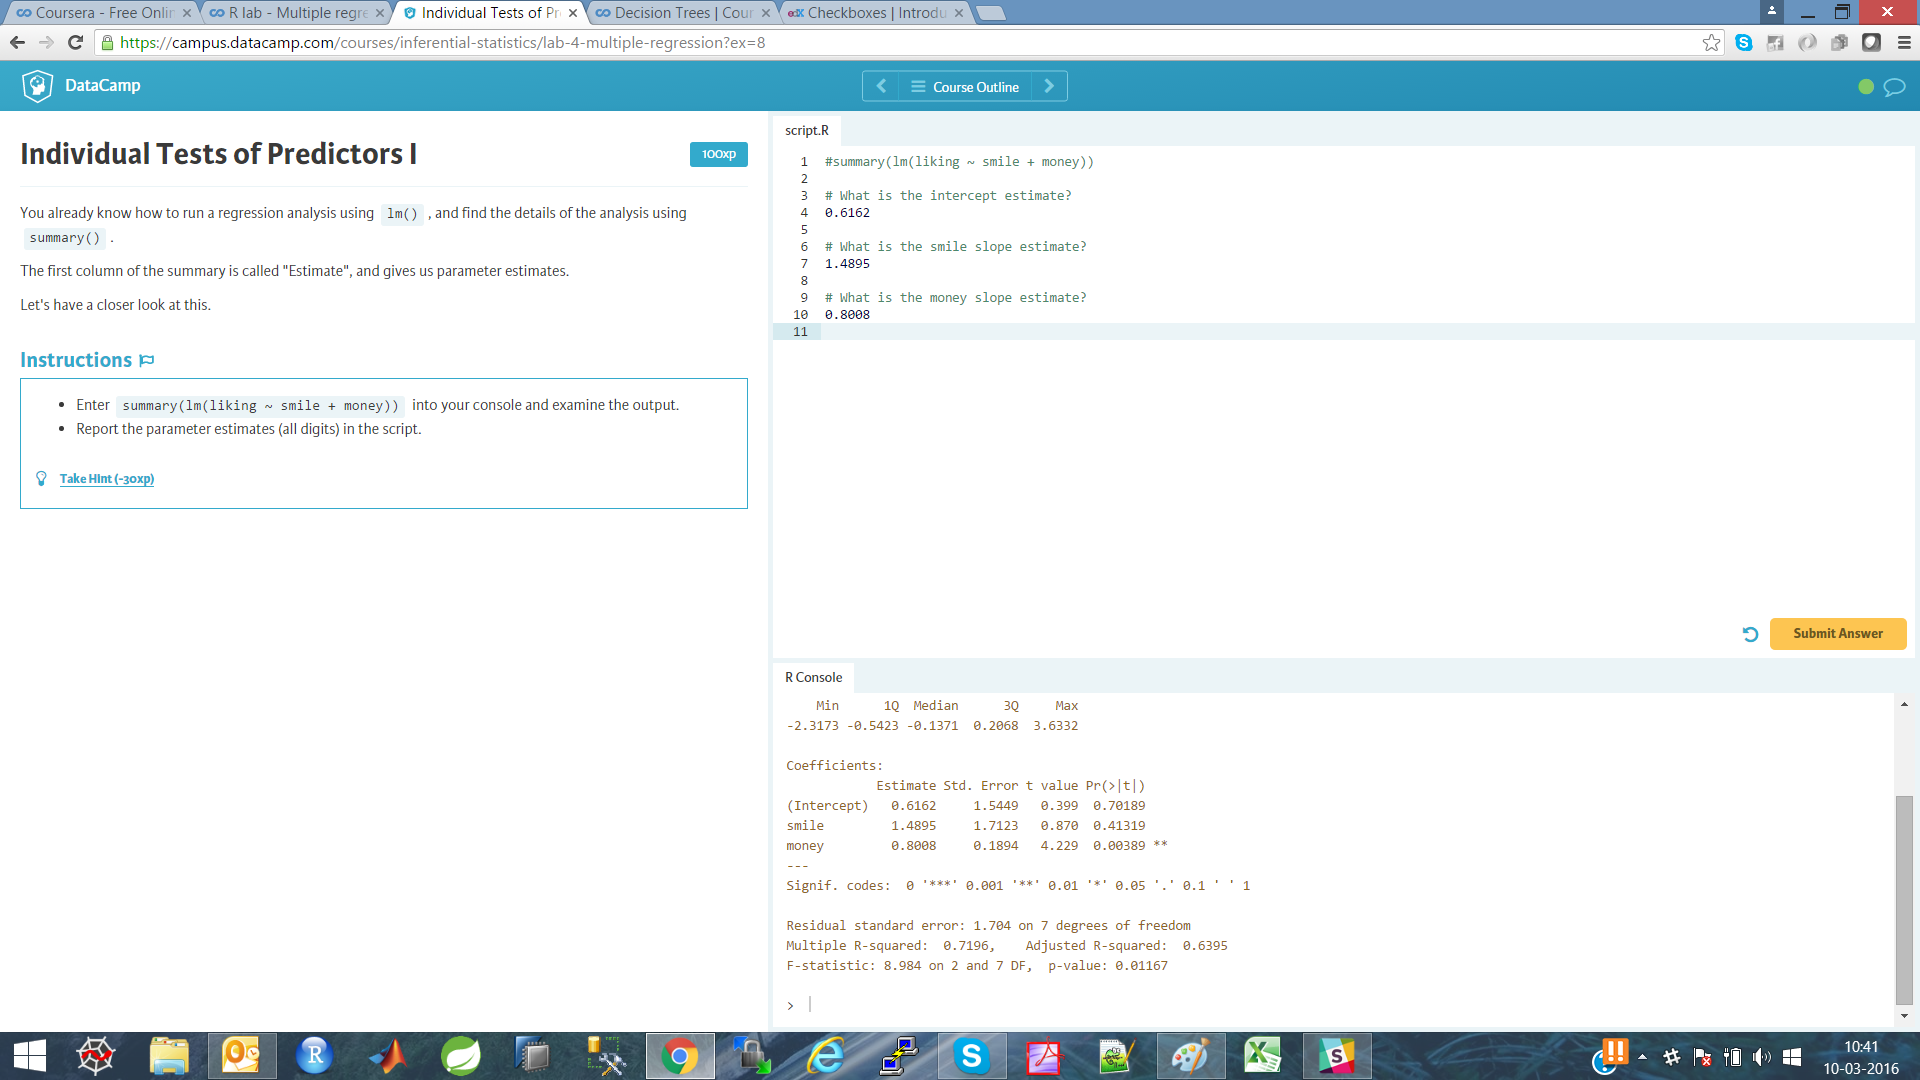 Coursera - Free Onlin
R lab - Multiple regre
Individual Tests of Pr
Decision Trees | Cour
edX Checkboxes | Introdu
https://campus.datacamp.com/courses/inferential-statistics/lab-4-multiple-regression?ex=8
DataCamp
Course Outline
Individual Tests of Predictors I
100xp
You already know how to run a regression analysis using lm() , and find the details of the analysis using
summary() .
The first column of the summary is called "Estimate", and gives us parameter estimates.
Let's have a closer look at this.
Instructions
Enter summary(lm(liking ~ smile + money)) into your console and examine the output.
Report the parameter estimates (all digits) in the script.
Take Hint (-30xp)
script.R
1 #summary(lm(liking ~ smile + money))
2
3 # What is the intercept estimate?
4 0.6162
5
6 # What is the smile slope estimate?
7 1.4895
8
9 # What is the money slope estimate?
10 0.8008
11
Submit Answer
R Console
Min 1Q Median 3Q Max
-2.3173 -0.5423 -0.1371 0.2068 3.6332
Coefficients:
Estimate Std. Error t value Pr(>|t|)
(Intercept) 0.6162 1.5449 0.399 0.70189
smile 1.4895 1.7123 0.870 0.41319
money 0.8008 0.1894 4.229 0.00389 **
---
Signif. codes: 0 '***' 0.001 '**' 0.01 '*' 0.05 '.' 0.1 ' ' 1
Residual standard error: 1.704 on 7 degrees of freedom
Multiple R-squared: 0.7196, Adjusted R-squared: 0.6395
F-statistic: 8.984 on 2 and 7 DF, p-value: 0.01167
>
10:41
10-03-2016